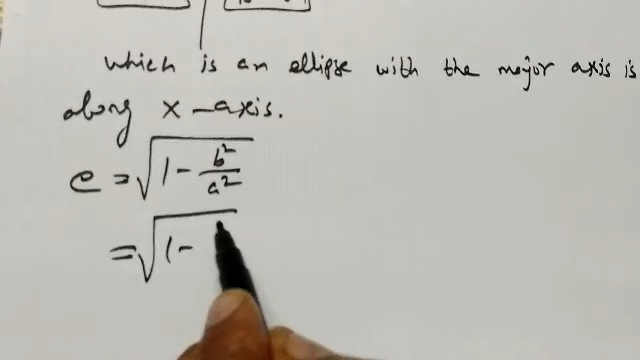 which is an ellipse with the major axis is
along x-axis.
e = √(1 - b²/a²)
= √(1 -